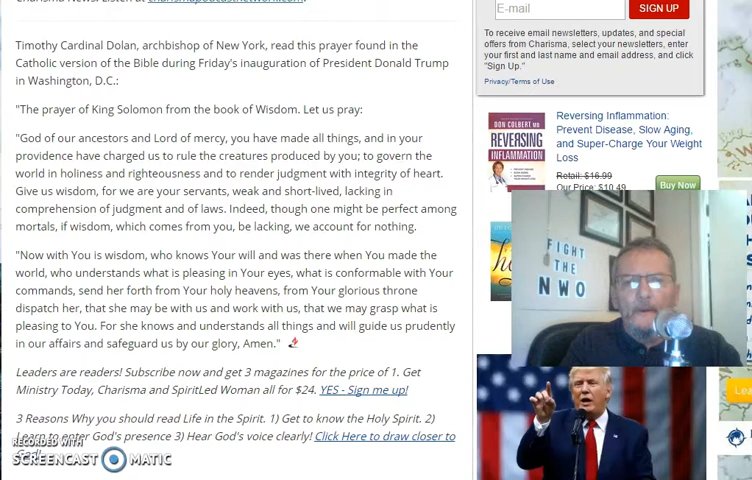 Timothy Cardinal Dolan, archbishop of New York, read this prayer found in the
Catholic version of the Bible during Friday's inauguration of President Donald Trump
in Washington, D.C.:
"The prayer of King Solomon from the book of Wisdom. Let us pray:
"God of our ancestors and Lord of mercy, you have made all things, and in your
providence have charged us to rule the creatures produced by you; to govern the
world in holiness and righteousness and to render judgment with integrity of heart.
Give us wisdom, for we are your servants, weak and short-lived, lacking in
comprehension of judgment and of laws. Indeed, though one might be perfect among
mortals, if wisdom, which comes from you, be lacking, we account for nothing.
"Now with You is wisdom, who knows Your will and was there when You made the
world, who understands what is pleasing in Your eyes, what is conformable with Your
commands, send her forth from Your holy heavens, from Your glorious throne
dispatch her, that she may be with us and work with us, that we may grasp what is
pleasing to You. For she knows and understands all things and will guide us prudently
in our affairs and safeguard us by our glory, Amen."
Leaders are readers! Subscribe now and get 3 magazines for the price of 1. Get
Ministry Today, Charisma and SpiritLed Woman all for $24. YES - Sign me up!
3 Reasons Why you should read Life in the Spirit. 1) Get to know the Holy Spirit. 2)
Learn to enter God's presence 3) Hear God's voice clearly! Click Here to draw closer to
God!
RECORDED WITH
SCREENCAST MATIC
E-mail
SIGN UP
To receive email newsletters, updates, and special
offers from Charisma, select your newsletters, enter
your first and last name and email address, and click
"Sign Up."
Privacy/Terms of Use
DON COLBERT MD
REVERSING
INFLAMMATION
Reversing Inflammation:
Prevent Disease, Slow Aging,
and Super-Charge Your Weight
Loss
Retail: $16.99
Our Price: $10.49
Buy Now
FIGHT
THE
NWO